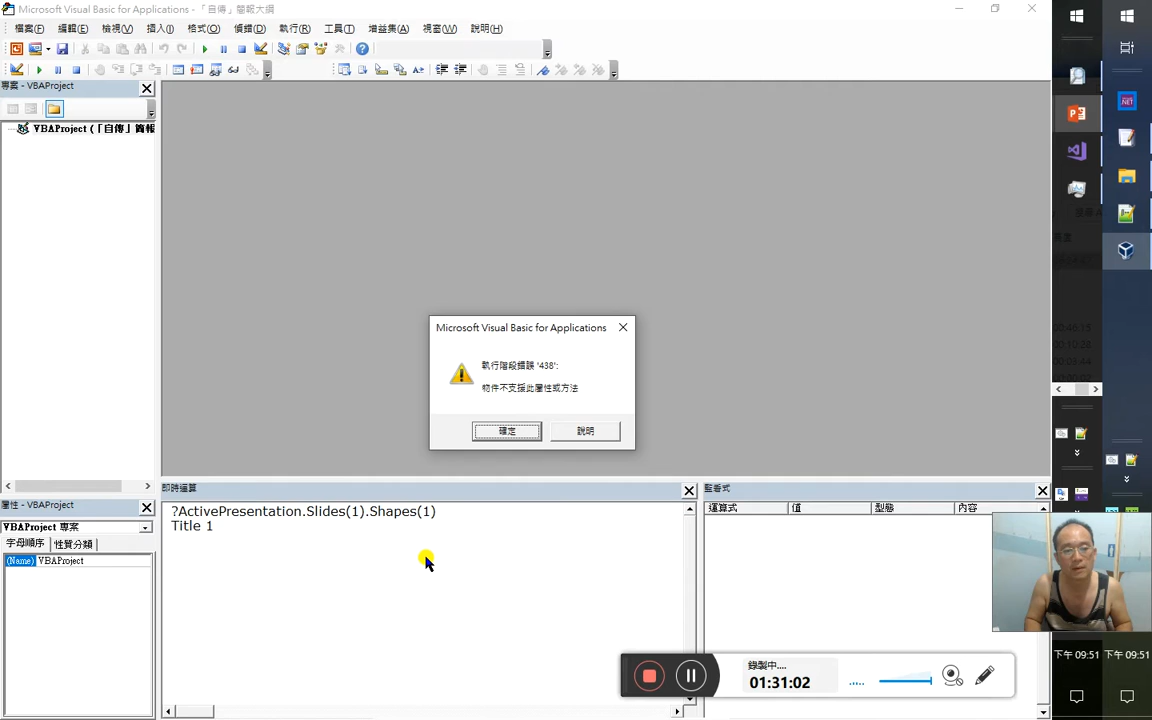 Microsoft Visual Basic for Applications - 「自傳」簡報大綱
檔案(F) 編輯(E) 檢視(V) 插入(I) 格式(O) 偵錯(D) 執行(R) 工具(T) 增益集(A) 視窗(W) 說明(H)
專案 - VBAProject
VBAProject (「自傳」簡報
Microsoft Visual Basic for Applications
執行階段錯誤 '438':
物件不支援此屬性或方法
確定 說明
屬性 - VBAProject
VBAProject 專案
字母順序 性質分類
(Name) VBAProject
即時運算
?ActivePresentation.Slides(1).Shapes(1)
Title 1
監看式
運算式 值 型態 內容
錄製中....
01:31:02
00:46:19
00:10:28
下午 09:51 下午 09:51